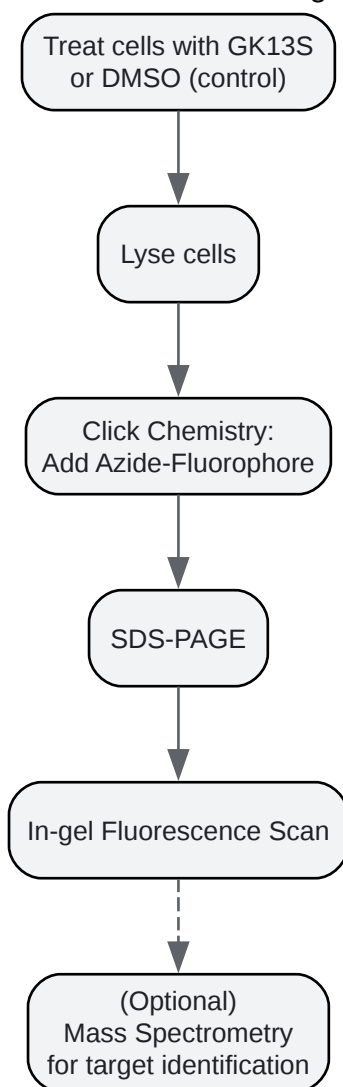 Treat cells with GK13S
or DMSO (control)
Lyse cells
Click Chemistry:
Add Azide-Fluorophore
SDS-PAGE
In-gel Fluorescence Scan
(Optional)
Mass Spectrometry
for target identification